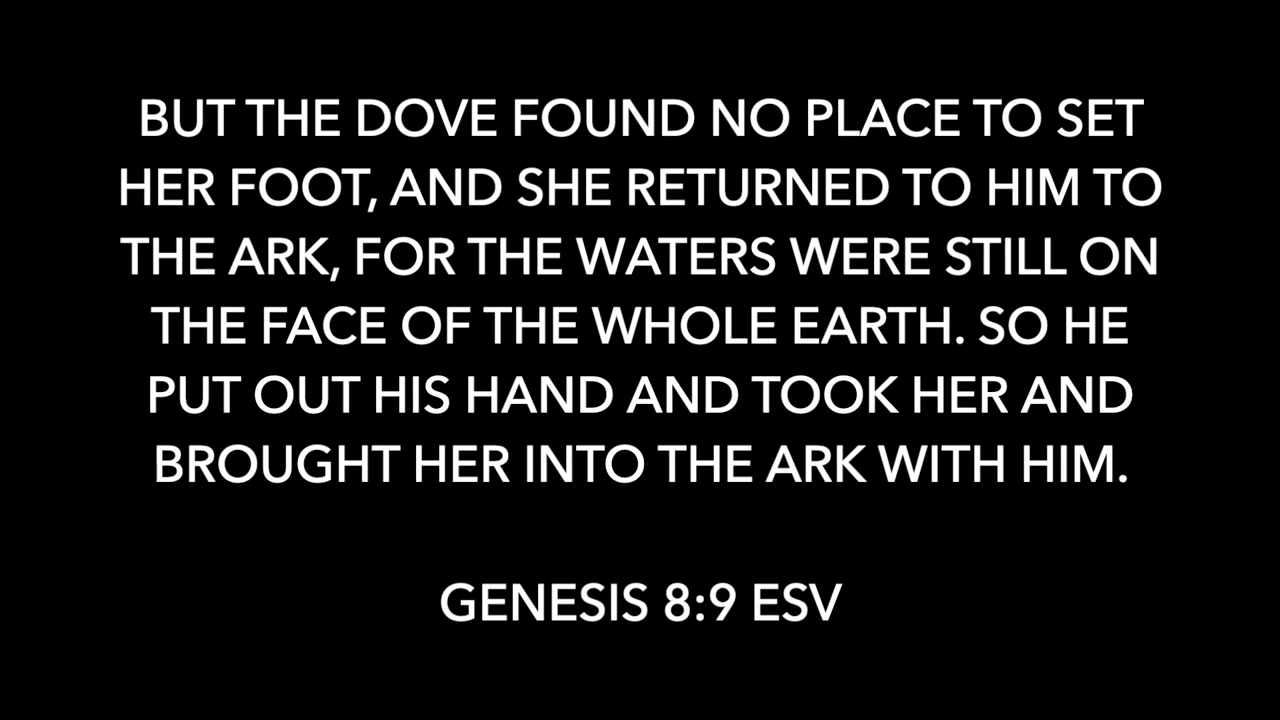 BUT THE DOVE FOUND NO PLACE TO SET
HER FOOT, AND SHE RETURNED TO HIM TO
THE ARK, FOR THE WATERS WERE STILL ON
THE FACE OF THE WHOLE EARTH. SO HE
PUT OUT HIS HAND AND TOOK HER AND
BROUGHT HER INTO THE ARK WITH HIM.
GENESIS 8:9 ESV